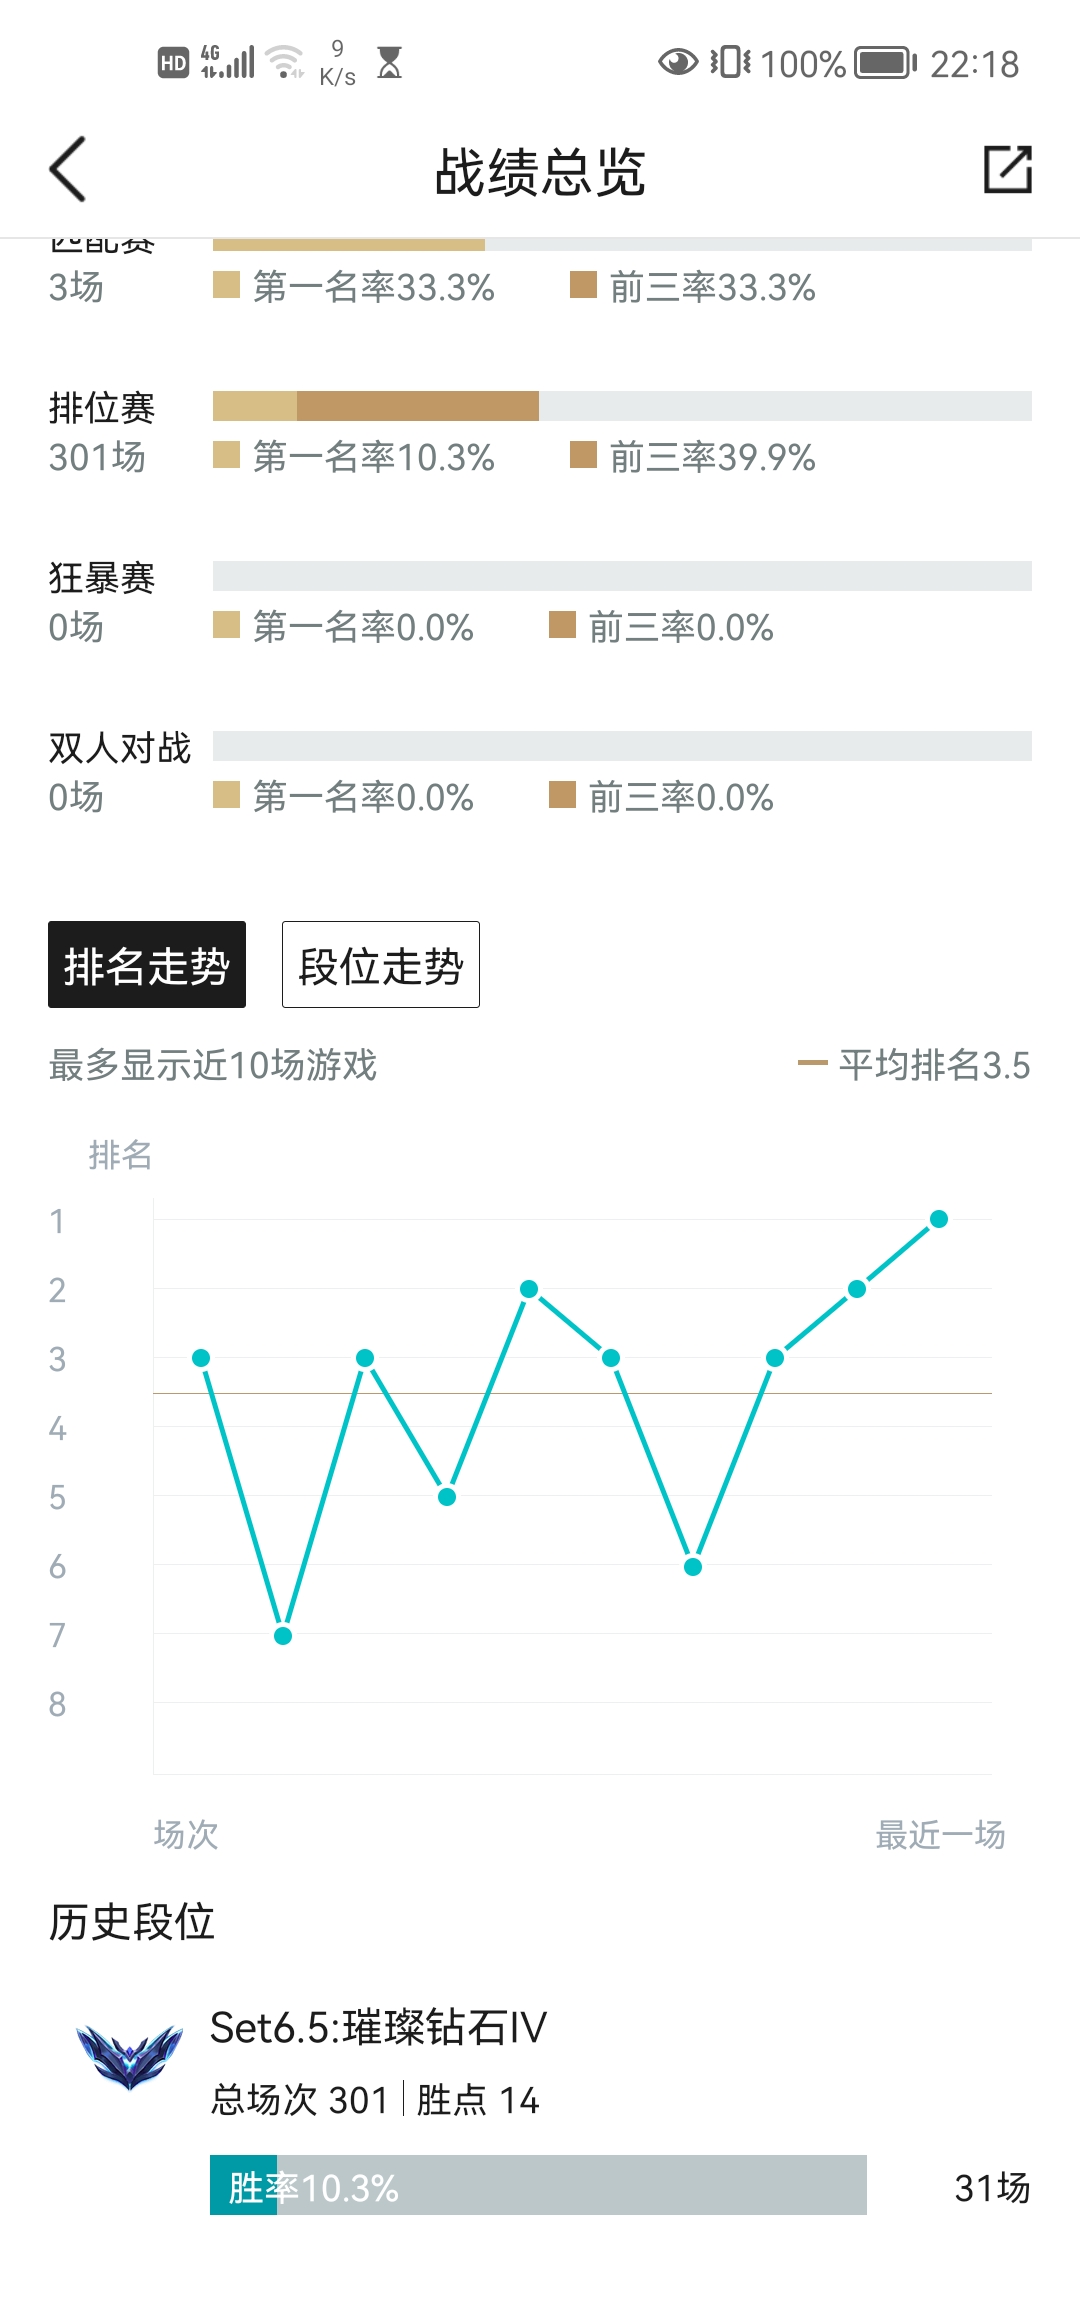 HD 4G 9 K/s 100% 22:18
战绩总览
匹配赛
3场 第一名率33.3% 前三率33.3%
排位赛
301场 第一名率10.3% 前三率39.9%
狂暴赛
0场 第一名率0.0% 前三率0.0%
双人对战
0场 第一名率0.0% 前三率0.0%
排名走势 段位走势
最多显示近10场游戏 平均排名3.5
排名
1
2
3
4
5
6
7
8
场次 最近一场
历史段位
Set6.5:璀璨钻石IV
总场次 301 胜点 14
胜率10.3% 31场